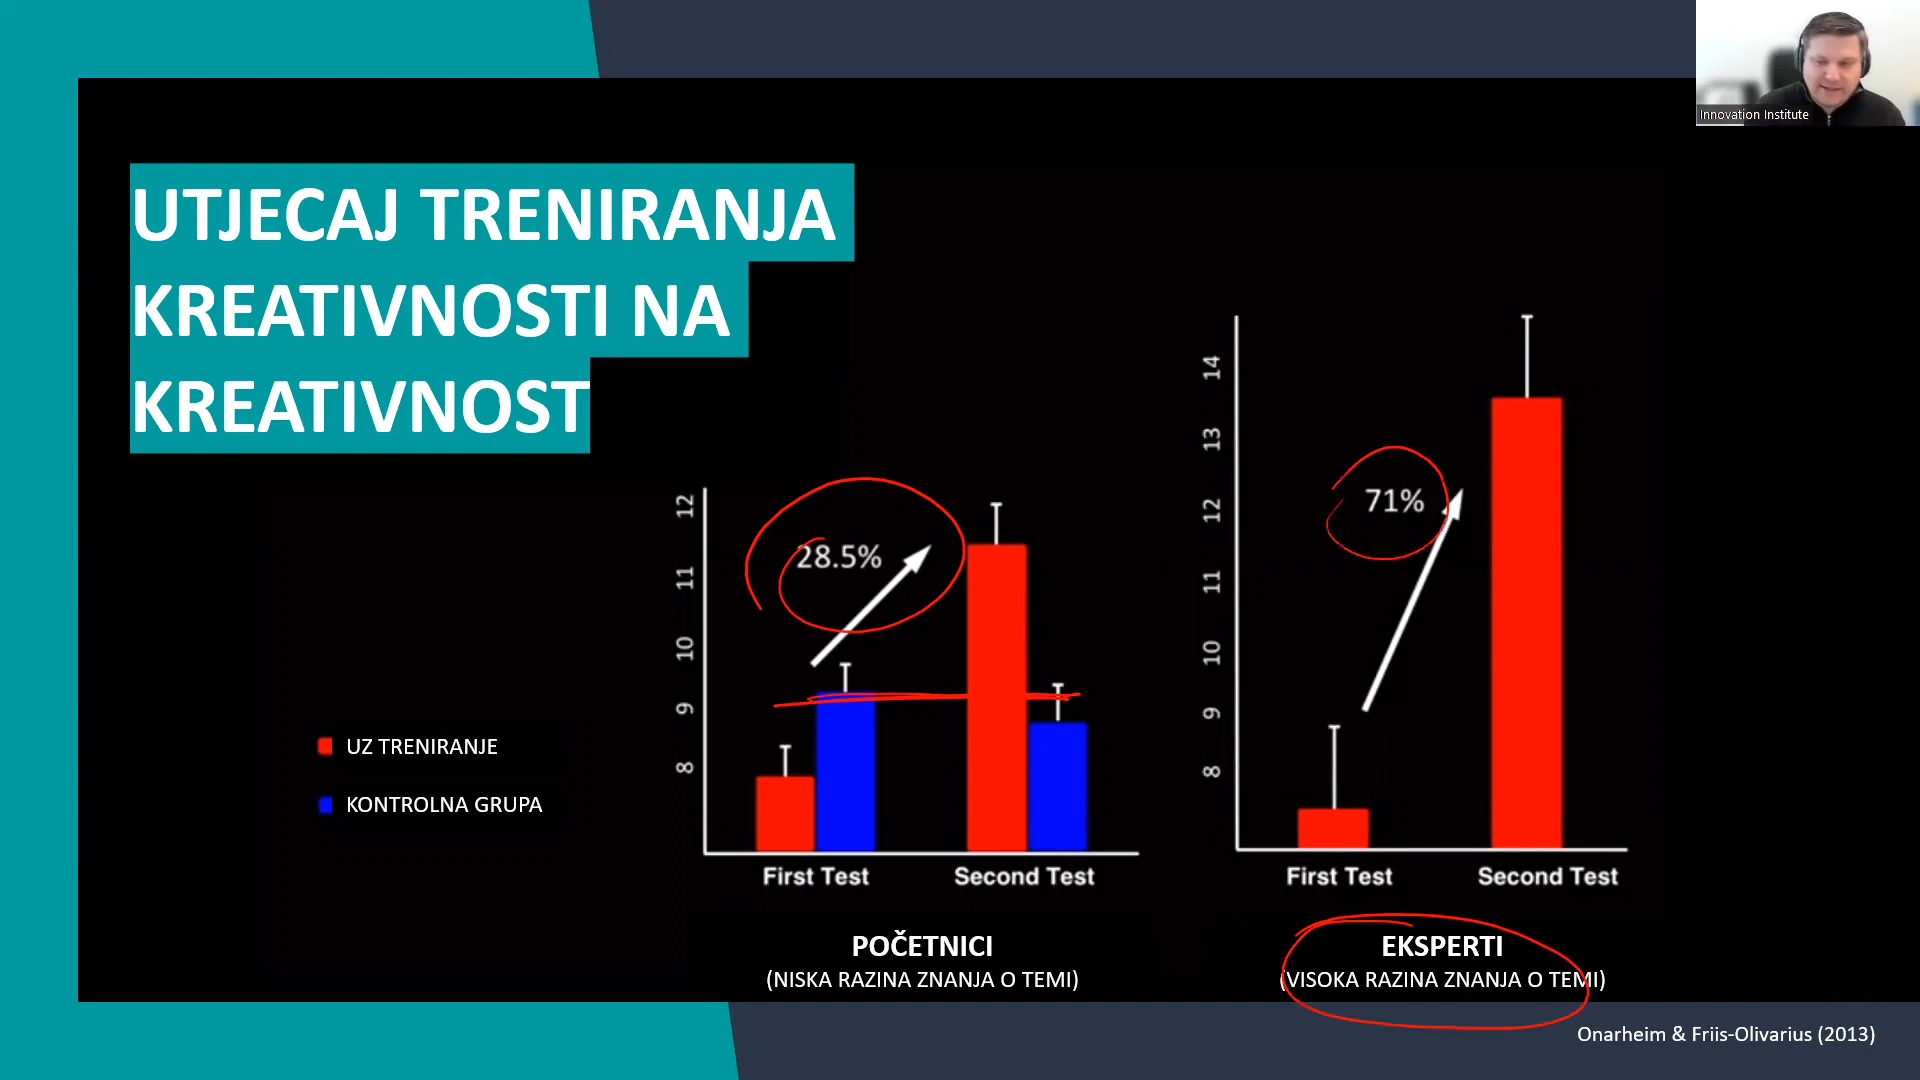 Innovation Institute
UTJECAJ TRENIRANJA
KREATIVNOSTI NA
KREATIVNOST
UZ TRENIRANJE
KONTROLNA GRUPA
12
11
10
9
8
28.5%
First Test
Second Test
POČETNICI
(NISKA RAZINA ZNANJA O TEMI)
14
13
12
11
10
9
8
71%
First Test
Second Test
EKSPERTI
(VISOKA RAZINA ZNANJA O TEMI)
Onarheim & Friis-Olivarius (2013)